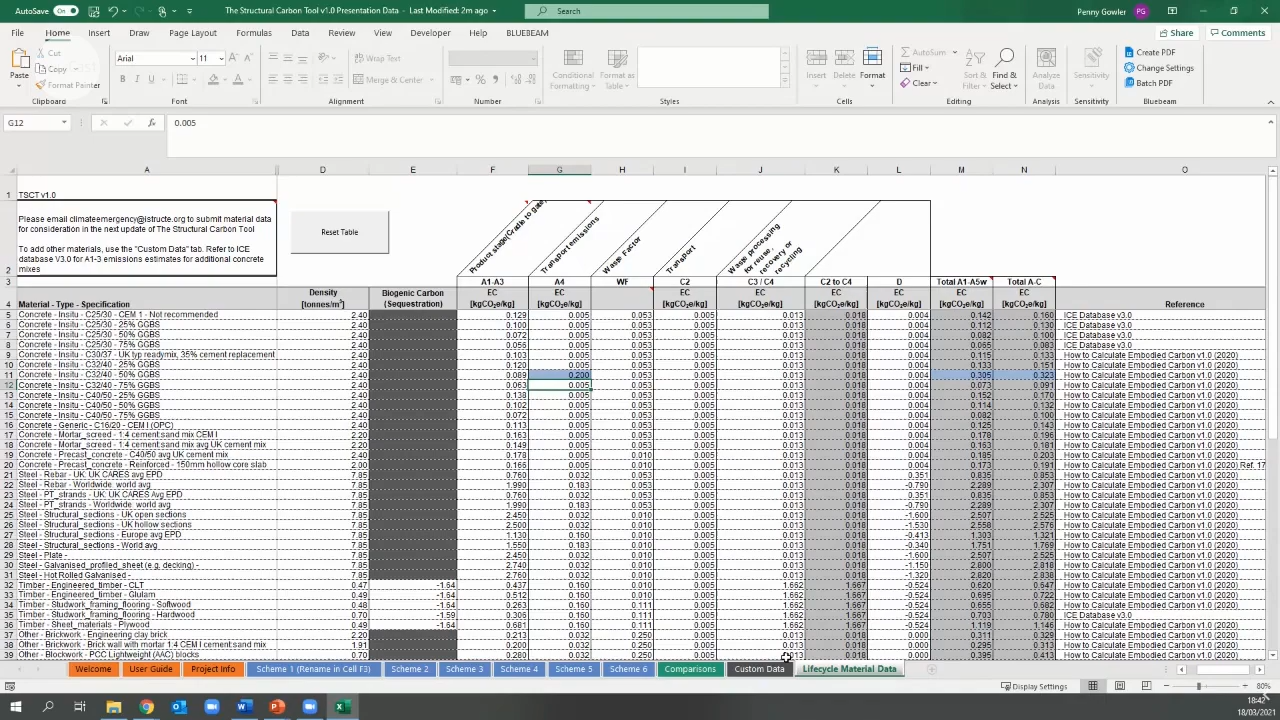 AutoSave On The Structural Carbon Tool v1.0 Presentation Data - Last Modified: 2m ago Search Penny Gowler PG
File Home Insert Draw Page Layout Formulas Data Review View Developer Help BLUEBEAM Share Comments
Paste Cut Copy Format Painter Clipboard
Arial 11 B I U A Font
Wrap Text Merge & Center Alignment
% Number
Conditional Formatting Format as Table Styles
Insert Delete Format Cells
AutoSum Fill Clear Sort & Filter Find & Select Editing
Analyze Data Analysis
Sensitivity Sensitivity
Create PDF Change Settings Batch PDF Bluebeam
G12 fx 0.005
A D E F G H I J K L M N O
1 TSCT v1.0
2 Please email climateemergency@istructe.org to submit material data
for consideration in the next update of The Structural Carbon Tool
To add other materials, use the "Custom Data" tab. Refer to ICE
database V3.0 for A1-3 emissions estimates for additional concrete
mixes
Reset Table
Product stage/Cradle to gate
Transport emissions
Waste Factor
Transport
Waste processing
for reuse,
recovery or
recycling
3 A1-A3 A4 WF C2 C3 / C4 C2 to C4 D Total A1-A5w Total A-C
4 Material - Type - Specification Density [tonnes/m³] Biogenic Carbon (Sequestration) EC [kgCO₂e/kg] EC [kgCO₂e/kg] EC [kgCO₂e/kg] EC [kgCO₂e/kg] EC [kgCO₂e/kg] EC [kgCO₂e/kg] EC [kgCO₂e/kg] EC [kgCO₂e/kg] Reference
5 Concrete - Insitu - C25/30 - CEM 1 - Not recommended 2.40 0.129 0.005 0.053 0.005 0.013 0.018 0.004 0.142 0.160 ICE Database v3.0
6 Concrete - Insitu - C25/30 - 25% GGBS 2.40 0.100 0.005 0.053 0.005 0.013 0.018 0.004 0.112 0.130 ICE Database v3.0
7 Concrete - Insitu - C25/30 - 50% GGBS 2.40 0.072 0.005 0.053 0.005 0.013 0.018 0.004 0.082 0.100 ICE Database v3.0
8 Concrete - Insitu - C25/30 - 75% GGBS 2.40 0.055 0.005 0.053 0.005 0.013 0.018 0.004 0.065 0.083 ICE Database v3.0
9 Concrete - Insitu - C30/37 - UK typ readymix, 35% cement replacement 2.40 0.103 0.005 0.053 0.005 0.013 0.018 0.004 0.115 0.133 How to Calculate Embodied Carbon v1.0 (2020)
10 Concrete - Insitu - C32/40 - 25% GGBS 2.40 0.120 0.005 0.053 0.005 0.013 0.018 0.004 0.133 0.151 How to Calculate Embodied Carbon v1.0 (2020)
11 Concrete - Insitu - C32/40 - 50% GGBS 2.40 0.089 0.200 0.053 0.005 0.013 0.018 0.004 0.305 0.323 How to Calculate Embodied Carbon v1.0 (2020)
12 Concrete - Insitu - C32/40 - 75% GGBS 2.40 0.063 0.005 0.053 0.005 0.013 0.018 0.004 0.073 0.091 How to Calculate Embodied Carbon v1.0 (2020)
13 Concrete - Insitu - C40/50 - 25% GGBS 2.40 0.138 0.005 0.053 0.005 0.013 0.018 0.004 0.152 0.170 How to Calculate Embodied Carbon v1.0 (2020)
14 Concrete - Insitu - C40/50 - 50% GGBS 2.40 0.102 0.005 0.053 0.005 0.013 0.018 0.004 0.114 0.132 How to Calculate Embodied Carbon v1.0 (2020)
15 Concrete - Insitu - C40/50 - 75% GGBS 2.40 0.072 0.005 0.053 0.005 0.013 0.018 0.004 0.082 0.100 How to Calculate Embodied Carbon v1.0 (2020)
16 Concrete - Generic - C16/20 - CEM I (OPC) 2.40 0.113 0.005 0.053 0.005 0.013 0.018 0.004 0.125 0.143 How to Calculate Embodied Carbon v1.0 (2020)
17 Concrete - Mortar_screed - 1:4 cement:sand mix CEM I 2.20 0.163 0.005 0.053 0.005 0.013 0.018 0.004 0.178 0.196 How to Calculate Embodied Carbon v1.0 (2020)
18 Concrete - Mortar_screed - 1:4 cement:sand mix avg UK cement mix 2.20 0.149 0.005 0.053 0.005 0.013 0.018 0.004 0.163 0.181 How to Calculate Embodied Carbon v1.0 (2020)
19 Concrete - Precast_concrete - C40/50 avg UK cement mix 2.40 0.178 0.005 0.010 0.005 0.013 0.018 0.004 0.185 0.203 How to Calculate Embodied Carbon v1.0 (2020)
20 Concrete - Precast_concrete - Reinforced - 150mm hollow core slab 2.00 0.166 0.005 0.010 0.005 0.013 0.018 0.004 0.173 0.191 How to Calculate Embodied Carbon v1.0 (2020) Ref. 17
21 Steel - Rebar - UK:UK CARES avg EPD 7.85 0.760 0.032 0.053 0.005 0.013 0.018 0.351 0.835 0.853 How to Calculate Embodied Carbon v1.0 (2020)
22 Steel - Rebar - Worldwide: world avg 7.85 1.990 0.183 0.053 0.005 0.013 0.018 -0.790 2.289 2.307 How to Calculate Embodied Carbon v1.0 (2020)
23 Steel - PT_strands - UK: UK CARES Avg EPD 7.85 0.760 0.032 0.053 0.005 0.013 0.018 0.351 0.835 0.853 How to Calculate Embodied Carbon v1.0 (2020)
24 Steel - PT_strands - Worldwide: world avg 7.85 1.990 0.183 0.053 0.005 0.013 0.018 -0.790 2.289 2.307 How to Calculate Embodied Carbon v1.0 (2020)
25 Steel - Structural_sections - UK open sections 7.85 2.450 0.032 0.010 0.005 0.013 0.018 -1.600 2.507 2.525 How to Calculate Embodied Carbon v1.0 (2020)
26 Steel - Structural_sections - UK hollow sections 7.85 2.500 0.032 0.010 0.005 0.013 0.018 -1.530 2.558 2.576 How to Calculate Embodied Carbon v1.0 (2020)
27 Steel - Structural_sections - Europe avg EPD 7.85 1.130 0.160 0.010 0.005 0.013 0.018 -0.413 1.303 1.321 How to Calculate Embodied Carbon v1.0 (2020)
28 Steel - Structural_sections - World avg 7.85 1.550 0.183 0.010 0.005 0.013 0.018 -0.340 1.751 1.769 How to Calculate Embodied Carbon v1.0 (2020)
29 Steel - Plate - 7.85 2.450 0.032 0.010 0.005 0.013 0.018 -1.600 2.507 2.525 How to Calculate Embodied Carbon v1.0 (2020)
30 Steel - Galvanised_profiled_sheet (e.g. decking) - 7.85 2.740 0.032 0.010 0.005 0.013 0.018 -1.150 2.800 2.818 How to Calculate Embodied Carbon v1.0 (2020)
31 Steel - Hot Rolled Galvanised - 7.85 2.760 0.032 0.010 0.005 0.013 0.018 -1.320 2.820 2.838 How to Calculate Embodied Carbon v1.0 (2020)
32 Timber - Engineered_timber - CLT 0.47 -1.64 0.437 0.160 0.010 0.005 1.662 1.667 -0.524 How to Calculate Embodied Carbon v1.0 (2020)
33 Timber - Engineered_timber - Glulam 0.49 -1.64 0.512 0.160 0.010 0.005 1.662 1.667 -0.524 0.695 0.722 How to Calculate Embodied Carbon v1.0 (2020)
34 Timber - Studwork_framing_flooring - Softwood 0.48 -1.64 0.263 0.160 0.111 0.005 1.662 1.667 -0.524 0.655 0.682 How to Calculate Embodied Carbon v1.0 (2020)
35 Timber - Studwork_framing_flooring - Hardwood 0.70 -1.59 0.160 0.111 0.005 1.662 1.667 -0.524 0.703 0.780 ICE Database v3.0
36 Timber - Sheet_materials - Plywood 0.49 -1.64 0.681 0.160 0.111 0.005 1.662 1.667 -0.524 1.119 1.146 How to Calculate Embodied Carbon v1.0 (2020)
37 Other - Brickwork - Engineering clay brick 2.20 0.213 0.032 0.250 0.005 0.013 0.018 0.000 0.311 0.329 How to Calculate Embodied Carbon v1.0 (2020)
38 Other - Brickwork - Brick wall with mortar 1:4 CEM I cement:sand mix 1.91 0.200 0.032 0.250 0.005 0.013 0.018 0.000 0.295 0.313 How to Calculate Embodied Carbon v1.0 (2020)
39 Other - Blockwork - PCC Lightweight (AAC) blocks 0.70 0.280 0.032 0.250 0.005 0.018 0.000 0.395 0.413 How to Calculate Embodied Carbon v1.0 (2020)
Welcome User Guide Project Info Scheme 1 (Rename in Cell F3) Scheme 2 Scheme 3 Scheme 4 Scheme 5 Scheme 6 Comparisons Custom Data Lifecycle Material Data
Display Settings 80%
18:42
18/03/2021